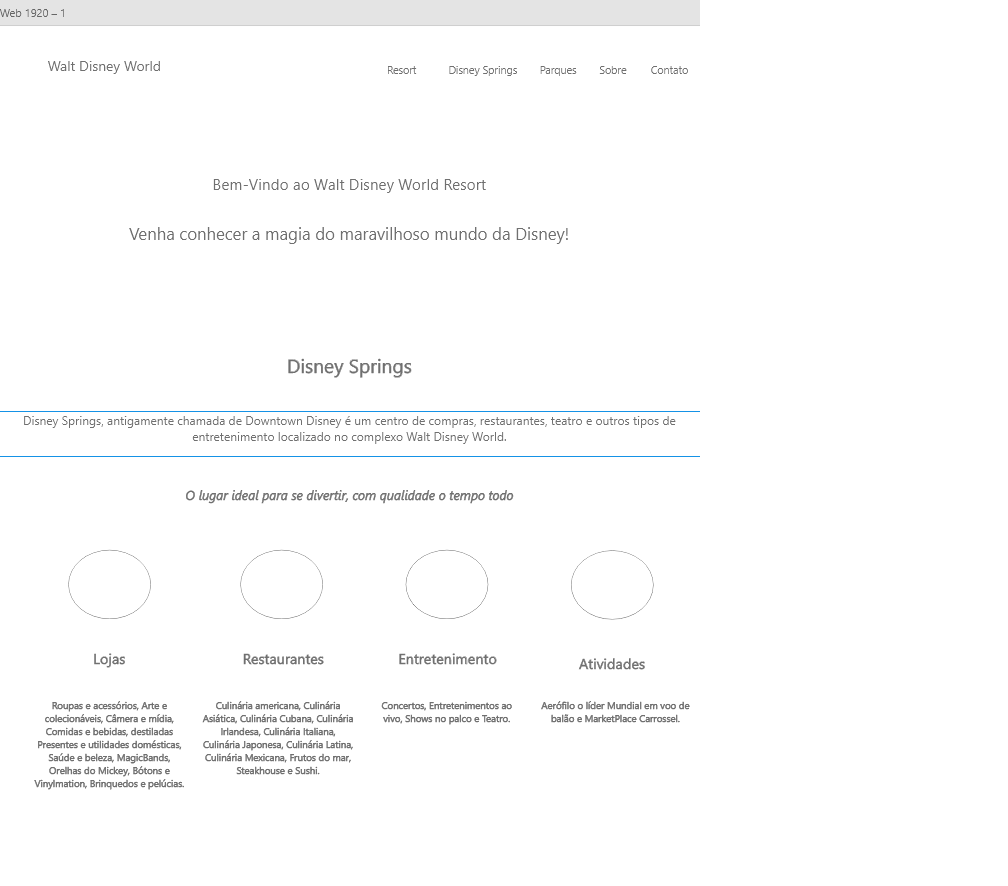 Web 1920 – 1
Walt Disney World
Resort
Disney Springs
Parques
Sobre
Contato
Bem-Vindo ao Walt Disney World Resort
Venha conhecer a magia do maravilhoso mundo da Disney!
Disney Springs
Disney Springs, antigamente chamada de Downtown Disney é um centro de compras, restaurantes, teatro e outros tipos de
entretenimento localizado no complexo Walt Disney World.
O lugar ideal para se divertir, com qualidade o tempo todo
Lojas
Roupas e acessórios, Arte e
colecionáveis, Câmera e mídia,
Comidas e bebidas, destiladas
Presentes e utilidades domésticas,
Saúde e beleza, MagicBands,
Orelhas do Mickey, Bótons e
Vinylmation, Brinquedos e pelúcias.
Restaurantes
Culinária americana, Culinária
Asiática, Culinária Cubana, Culinária
Irlandesa, Culinária Italiana,
Culinária Japonesa, Culinária Latina,
Culinária Mexicana, Frutos do mar,
Steakhouse e Sushi.
Entretenimento
Concertos, Entretenimentos ao
vivo, Shows no palco e Teatro.
Atividades
Aerófilo o líder Mundial em voo de
balão e MarketPlace Carrossel.